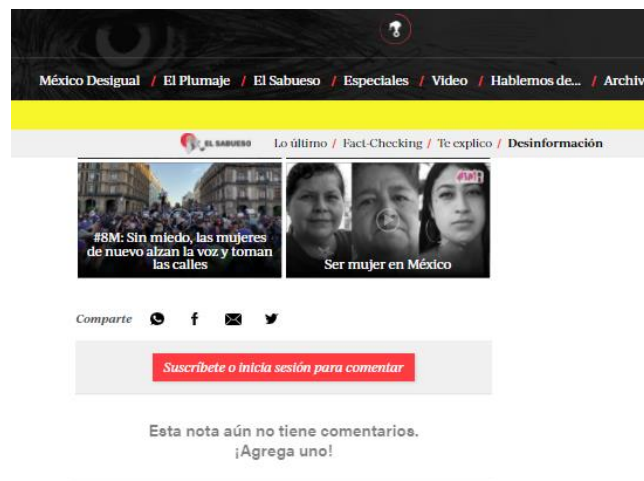 México Desigual / El Plumaje / El Sabueso / Especiales / Video / Hablemos de... / Archiv
EL SABUESO Lo último / Fact-Checking / Te explico / Desinformación
#8M: Sin miedo, las mujeres
de nuevo alzan la voz y toman
las calles
Ser mujer en México
Comparte
Suscríbete o inicia sesión para comentar
Esta nota aún no tiene comentarios.
¡Agrega uno!